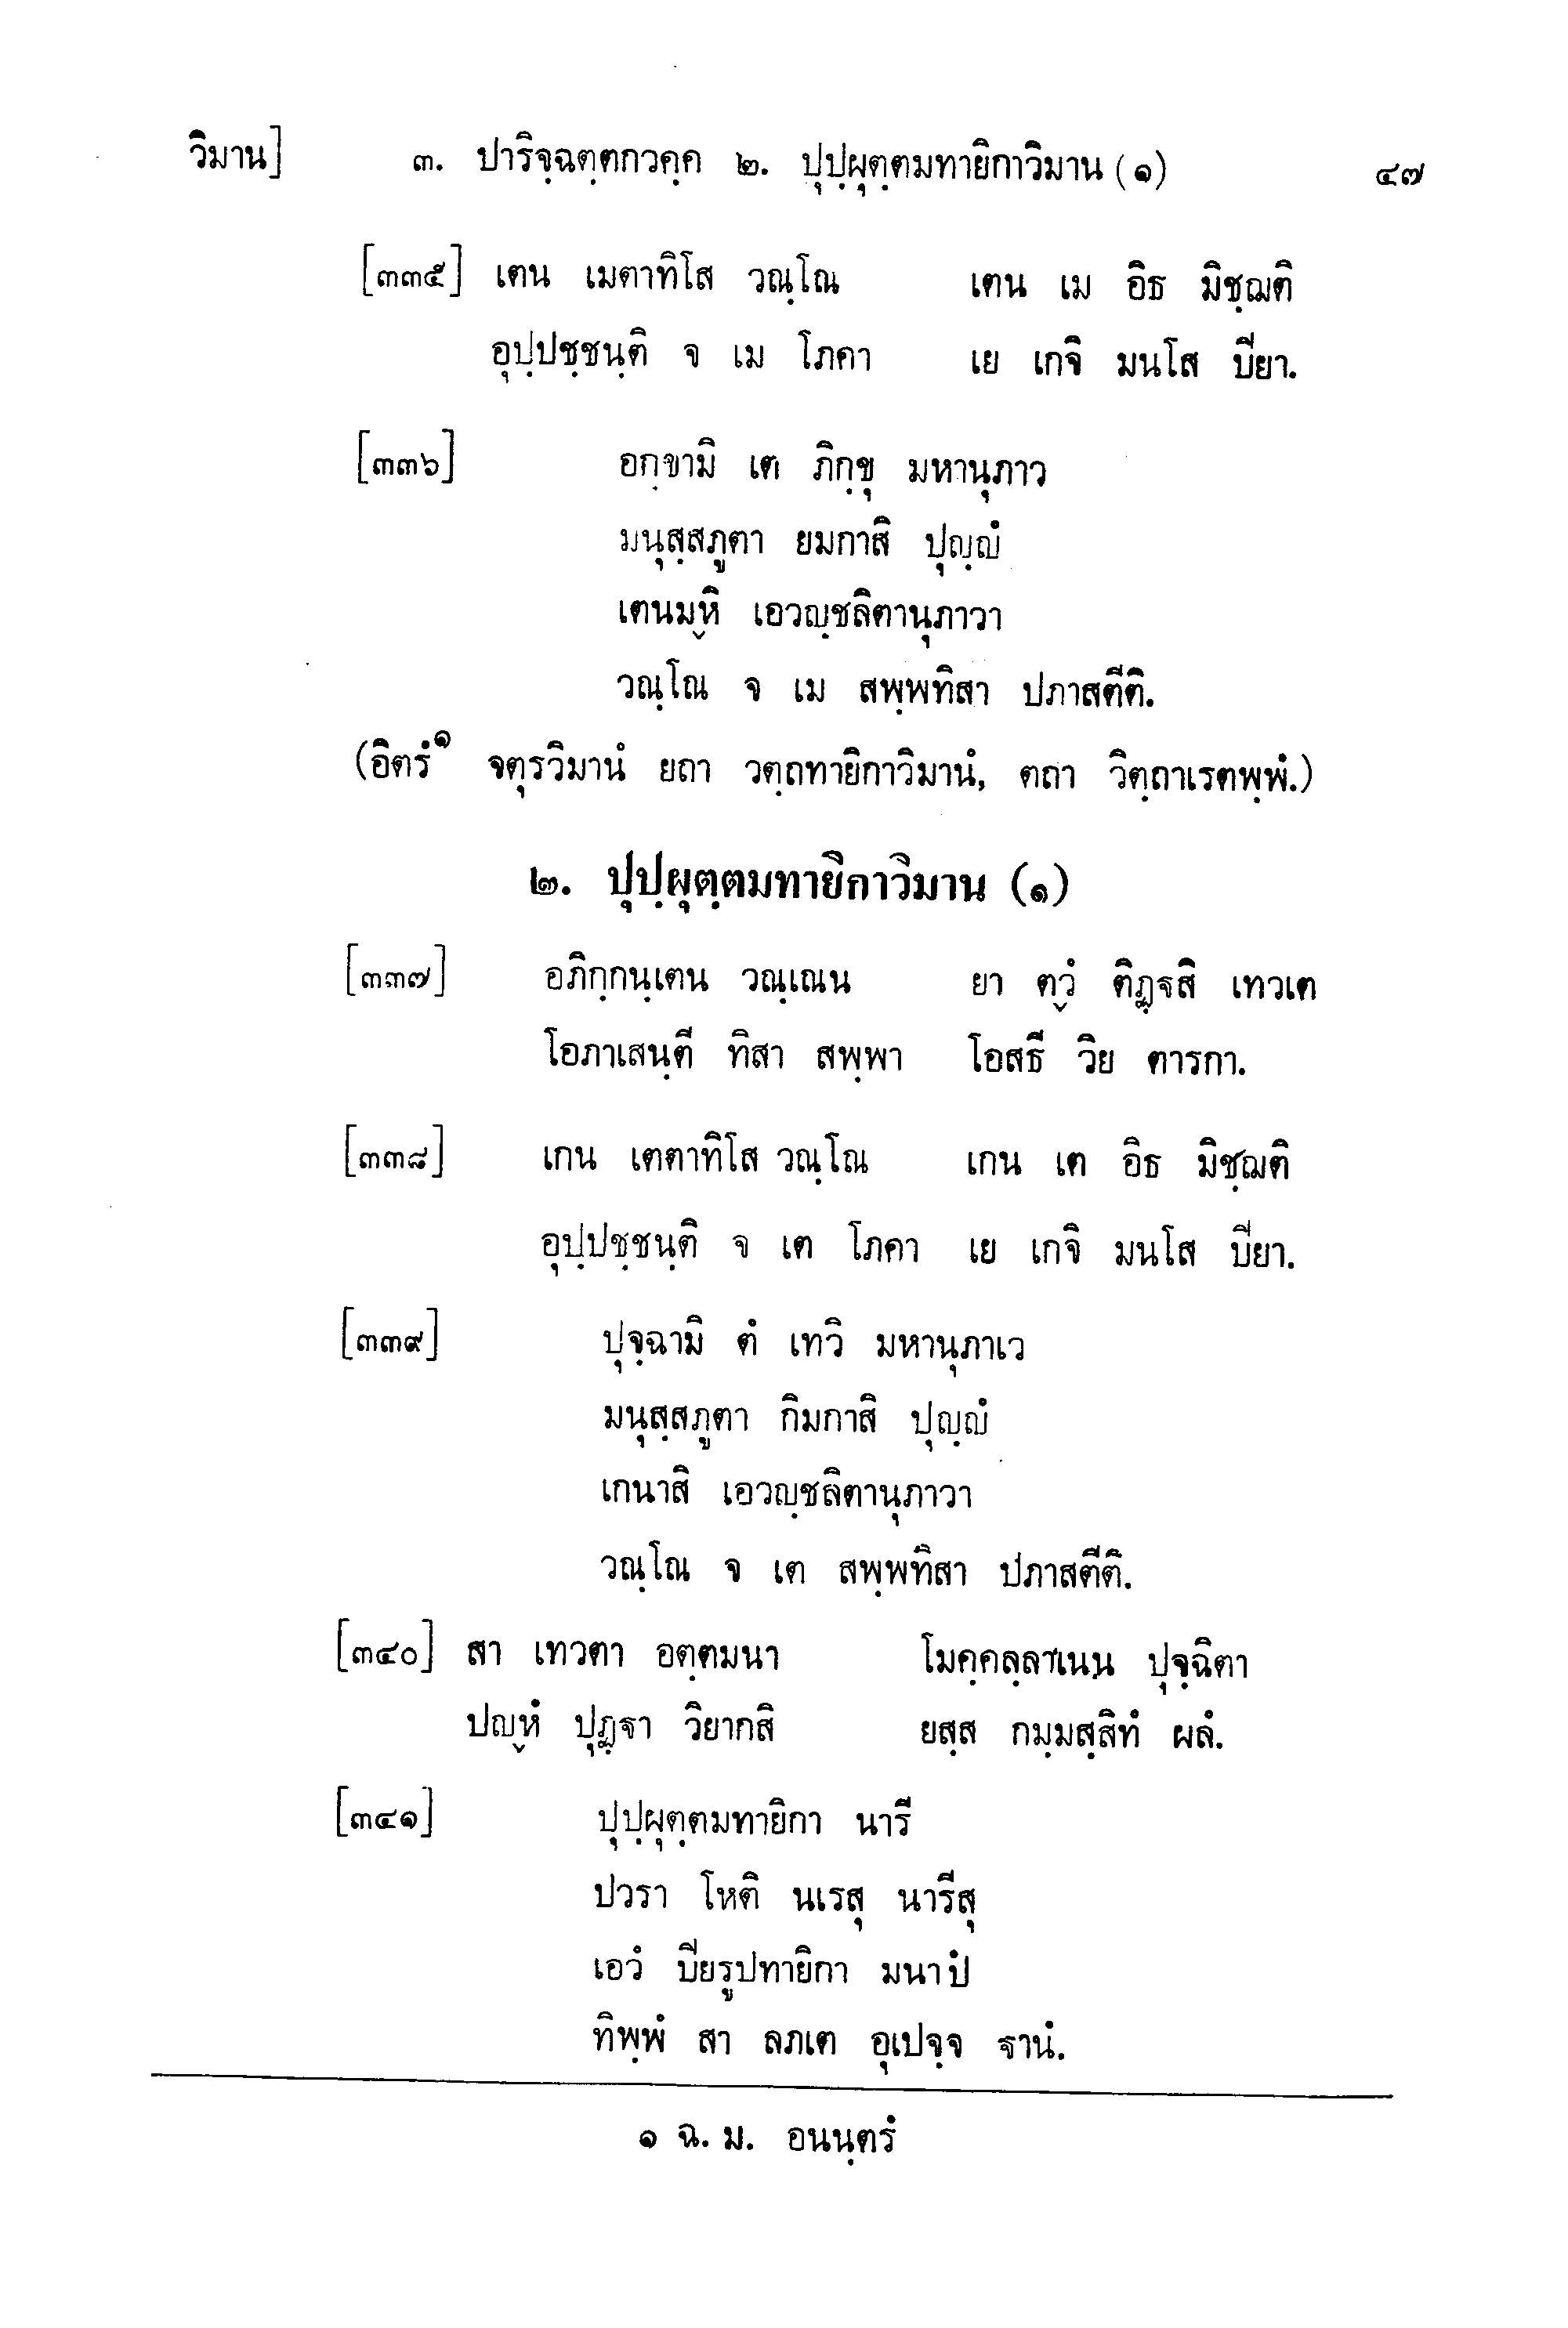 วิมาน] ๓. ปาริจฺฉตฺตกวคฺค ๒. ปุปฺผุตฺตมทายิกาวิมาน (๑) ๔๗
[๓๓๕] เตน เมตาทิโส วณฺโณ เตน เม อิธ มิชฺฌติ
อุปฺปชฺชนฺติ จ เม โภคา เย เกจิ มนโส ปิยา.
[๓๓๖] อกฺขามิ เต ภิกฺขุ มหานุภาว
มนุสฺสภูตา ยมกาสิ ปุญฺญํ
เตนมฺหิ เอวญฺชลิตานุภาวา
วณฺโณ จ เม สพฺพทิสา ปภาสตีติ.
(อิตรํ๑ จตุรวิมานํ ยถา วตฺถทายิกาวิมานํ, ตถา วิตฺถาเรตพฺพํ.)
๒. ปุปฺผุตฺตมทายิกาวิมาน (๑)
[๓๓๗] อภิกฺกนฺเตน วณฺเณน ยา ตฺวํ ติฏฺฐสิ เทวเต
โอภาเสนฺตี ทิสา สพฺพา โอสธี วิย ตารกา.
[๓๓๘] เกน เตตาทิโส วณฺโณ เกน เต อิธ มิชฺฌติ
อุปฺปชฺชนฺติ จ เต โภคา เย เกจิ มนโส ปิยา.
[๓๓๙] ปุจฺฉามิ ตํ เทวิ มหานุภาเว
มนุสฺสภูตา กิมกาสิ ปุญฺญํ
เกนาสิ เอวญฺชลิตานุภาวา
วณฺโณ จ เต สพฺพทิสา ปภาสตีติ.
[๓๔๐] สา เทวตา อตฺตมนา โมคฺคลฺลาเนน ปุจฺฉิตา
ปญฺหํ ปุฏฺฐา วิยากสิ ยสฺส กมฺมสฺสิทํ ผลํ.
[๓๔๑] ปุปฺผุตฺตมทายิกา นารี
ปวรา โหติ นเรสุ นารีสุ
เอวํ ปิยรูปทายิกา มนาปํ
ทิพฺพํ สา ลภเต อุเปจฺจ ฐานํ.
๑ ฉ. ม. อนนฺตรํ